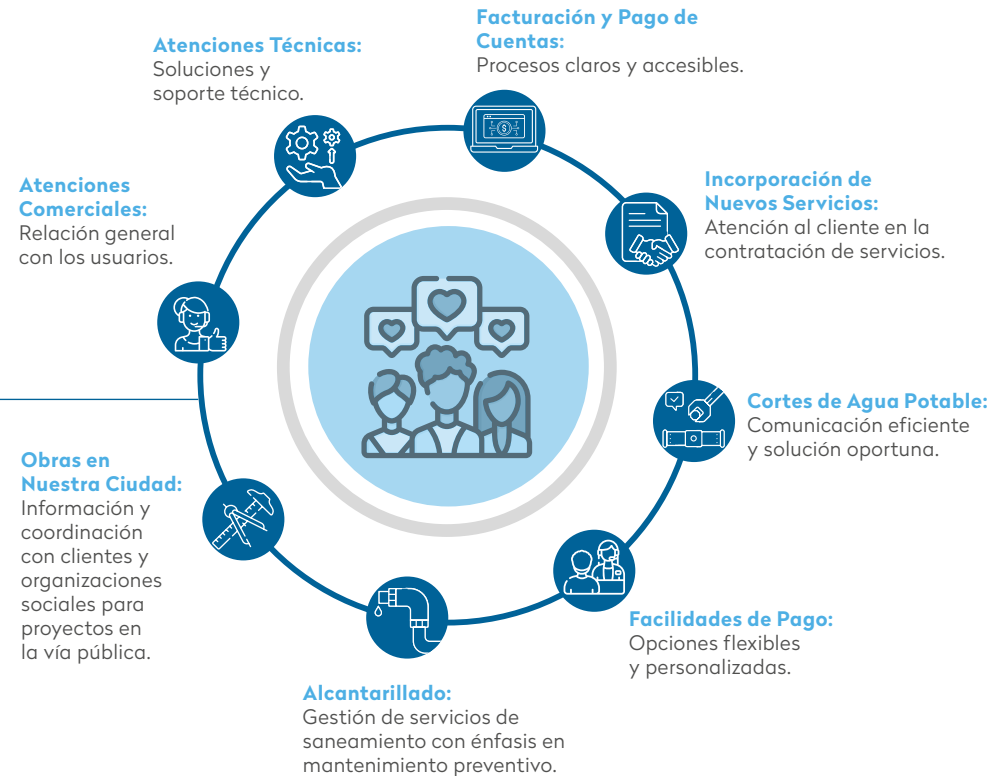 Facturación y Pago de
Cuentas:
Procesos claros y accesibles.
Incorporación de
Nuevos Servicios:
Atención al cliente en la
contratación de servicios.
Cortes de Agua Potable:
Comunicación eficiente
y solución oportuna.
Facilidades de Pago:
Opciones flexibles
y personalizadas.
Alcantarillado:
Gestión de servicios de
saneamiento con énfasis en
mantenimiento preventivo.
Obras en
Nuestra Ciudad:
Información y
coordinación
con clientes y
organizaciones
sociales para
proyectos en
la vía pública.
Atenciones
Comerciales:
Relación general
con los usuarios.
Atenciones Técnicas:
Soluciones y
soporte técnico.